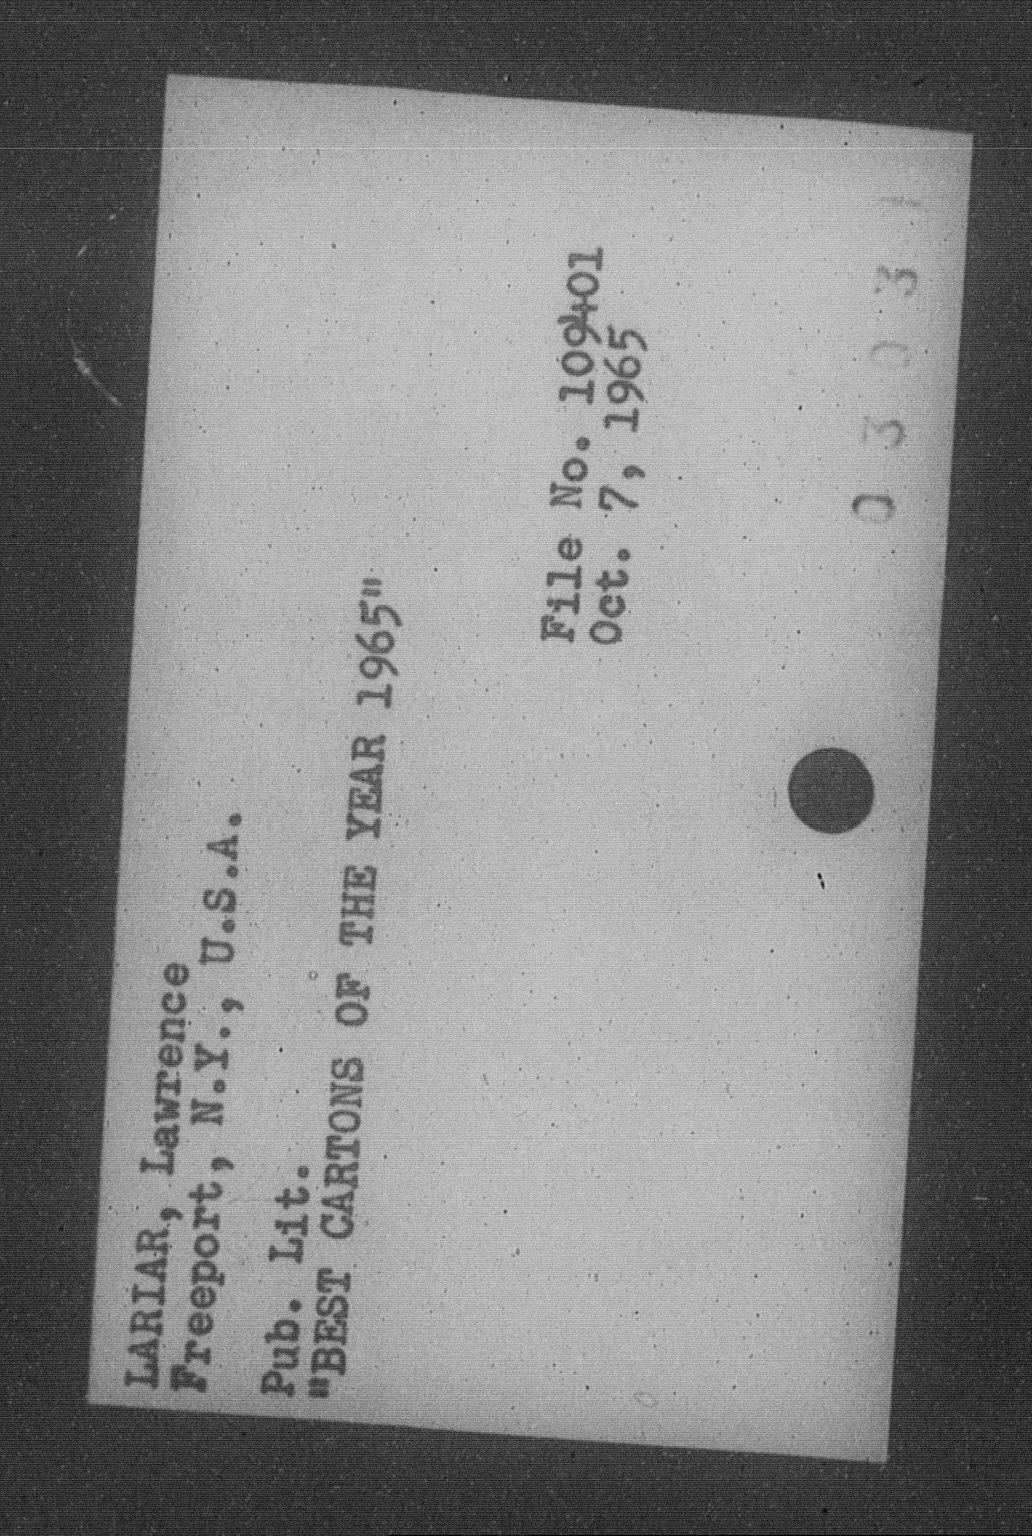 LARIAR, Lawrence
Freeport, N.Y., U.S.A.
Pub. Lit.
"BEST CARTONS OF THE YEAR 1965"
File No. 109401
Oct. 7, 1965
0 3 0 3 1